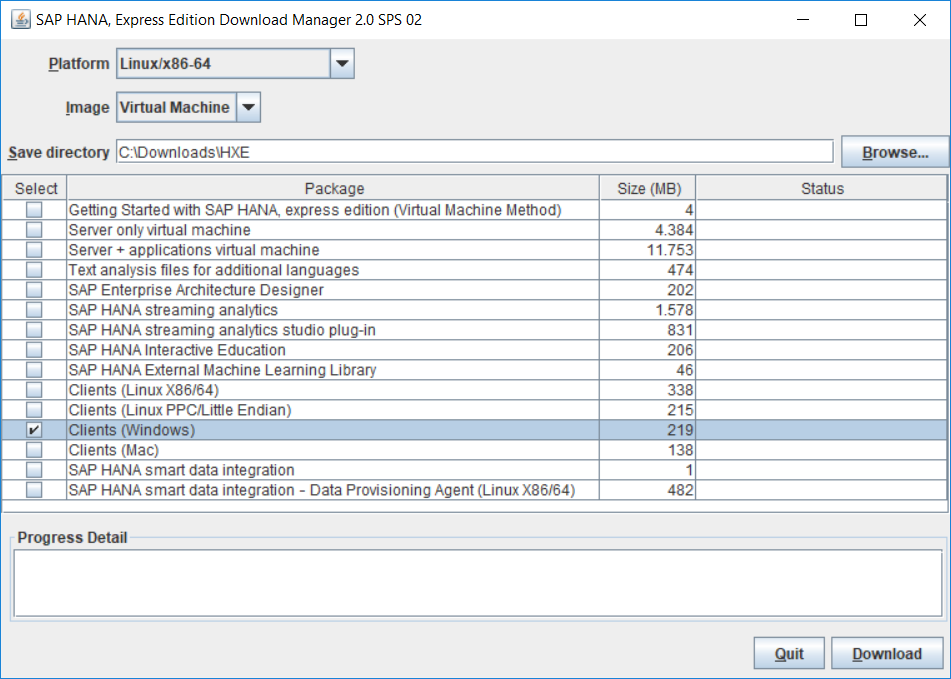 SAP HANA, Express Edition Download Manager 2.0 SPS 02
Platform Linux/x86-64
Image Virtual Machine
Save directory C:\Downloads\HXE Browse...
Select Package Size (MB) Status
Getting Started with SAP HANA, express edition (Virtual Machine Method) 4
Server only virtual machine 4.384
Server + applications virtual machine 11.753
Text analysis files for additional languages 474
SAP Enterprise Architecture Designer 202
SAP HANA streaming analytics 1.578
SAP HANA streaming analytics studio plug-in 831
SAP HANA Interactive Education 206
SAP HANA External Machine Learning Library 46
Clients (Linux X86/64) 338
Clients (Linux PPC/Little Endian) 215
Clients (Windows) 219
Clients (Mac) 138
SAP HANA smart data integration 1
SAP HANA smart data integration - Data Provisioning Agent (Linux X86/64) 482
Progress Detail
Quit Download